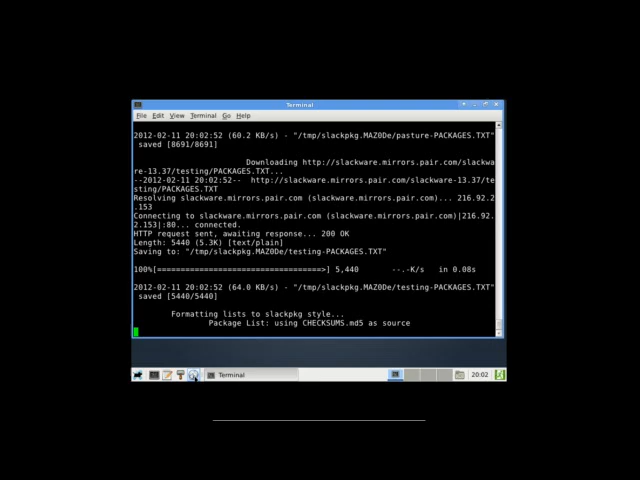 Terminal
File Edit View Terminal Go Help
2012-02-11 20:02:52 (60.2 KB/s) - "/tmp/slackpkg.MAZ0De/pasture-PACKAGES.TXT"
saved [8691/8691]
Downloading http://slackware.mirrors.pair.com/slackwa
re-13.37/testing/PACKAGES.TXT...
--2012-02-11 20:02:52-- http://slackware.mirrors.pair.com/slackware-13.37/te
sting/PACKAGES.TXT
Resolving slackware.mirrors.pair.com (slackware.mirrors.pair.com)... 216.92.2
2.153
Connecting to slackware.mirrors.pair.com (slackware.mirrors.pair.com)|216.92.
2.153|:80... connected.
HTTP request sent, awaiting response... 200 OK
Length: 5440 (5.3K) [text/plain]
Saving to: "/tmp/slackpkg.MAZ0De/testing-PACKAGES.TXT"
100%[===================================>] 5,440 --.-K/s in 0.08s
2012-02-11 20:02:52 (64.0 KB/s) - "/tmp/slackpkg.MAZ0De/testing-PACKAGES.TXT"
saved [5440/5440]
Formatting lists to slackpkg style...
Package List: using CHECKSUMS.md5 as source
Terminal
20:02